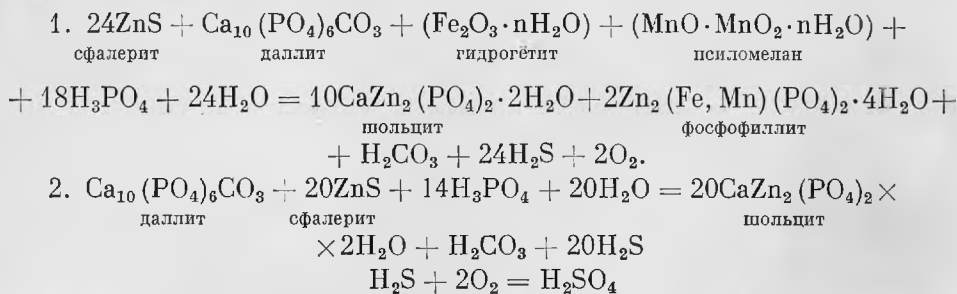 1. 24ZnS + Ca₁₀(PO₄)₆CO₃ + (Fe₂O₃·nH₂O) + (MnO·MnO₂·nH₂O) +
сфалерит даллит гидрогётит псиломелан
+ 18H₃PO₄ + 24H₂O = 10CaZn₂(PO₄)₂·2H₂O + 2Zn₂(Fe, Mn)(PO₄)₂·4H₂O +
шольцит фосфофиллит
+ H₂CO₃ + 24H₂S + 2O₂.
2. Ca₁₀(PO₄)₆CO₃ + 20ZnS + 14H₃PO₄ + 20H₂O = 20CaZn₂(PO₄)₂ ×
даллит сфалерит шольцит
× 2H₂O + H₂CO₃ + 20H₂S
H₂S + 2O₂ = H₂SO₄